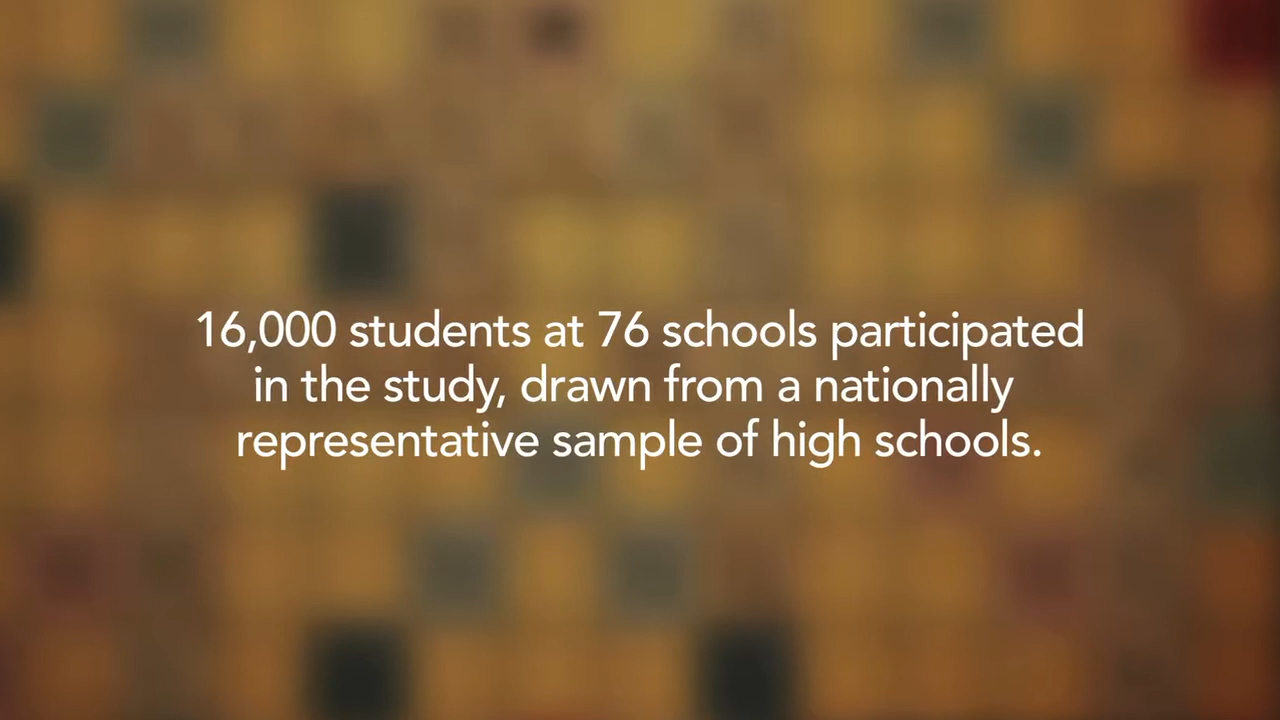 16,000 students at 76 schools participated
in the study, drawn from a nationally
representative sample of high schools.